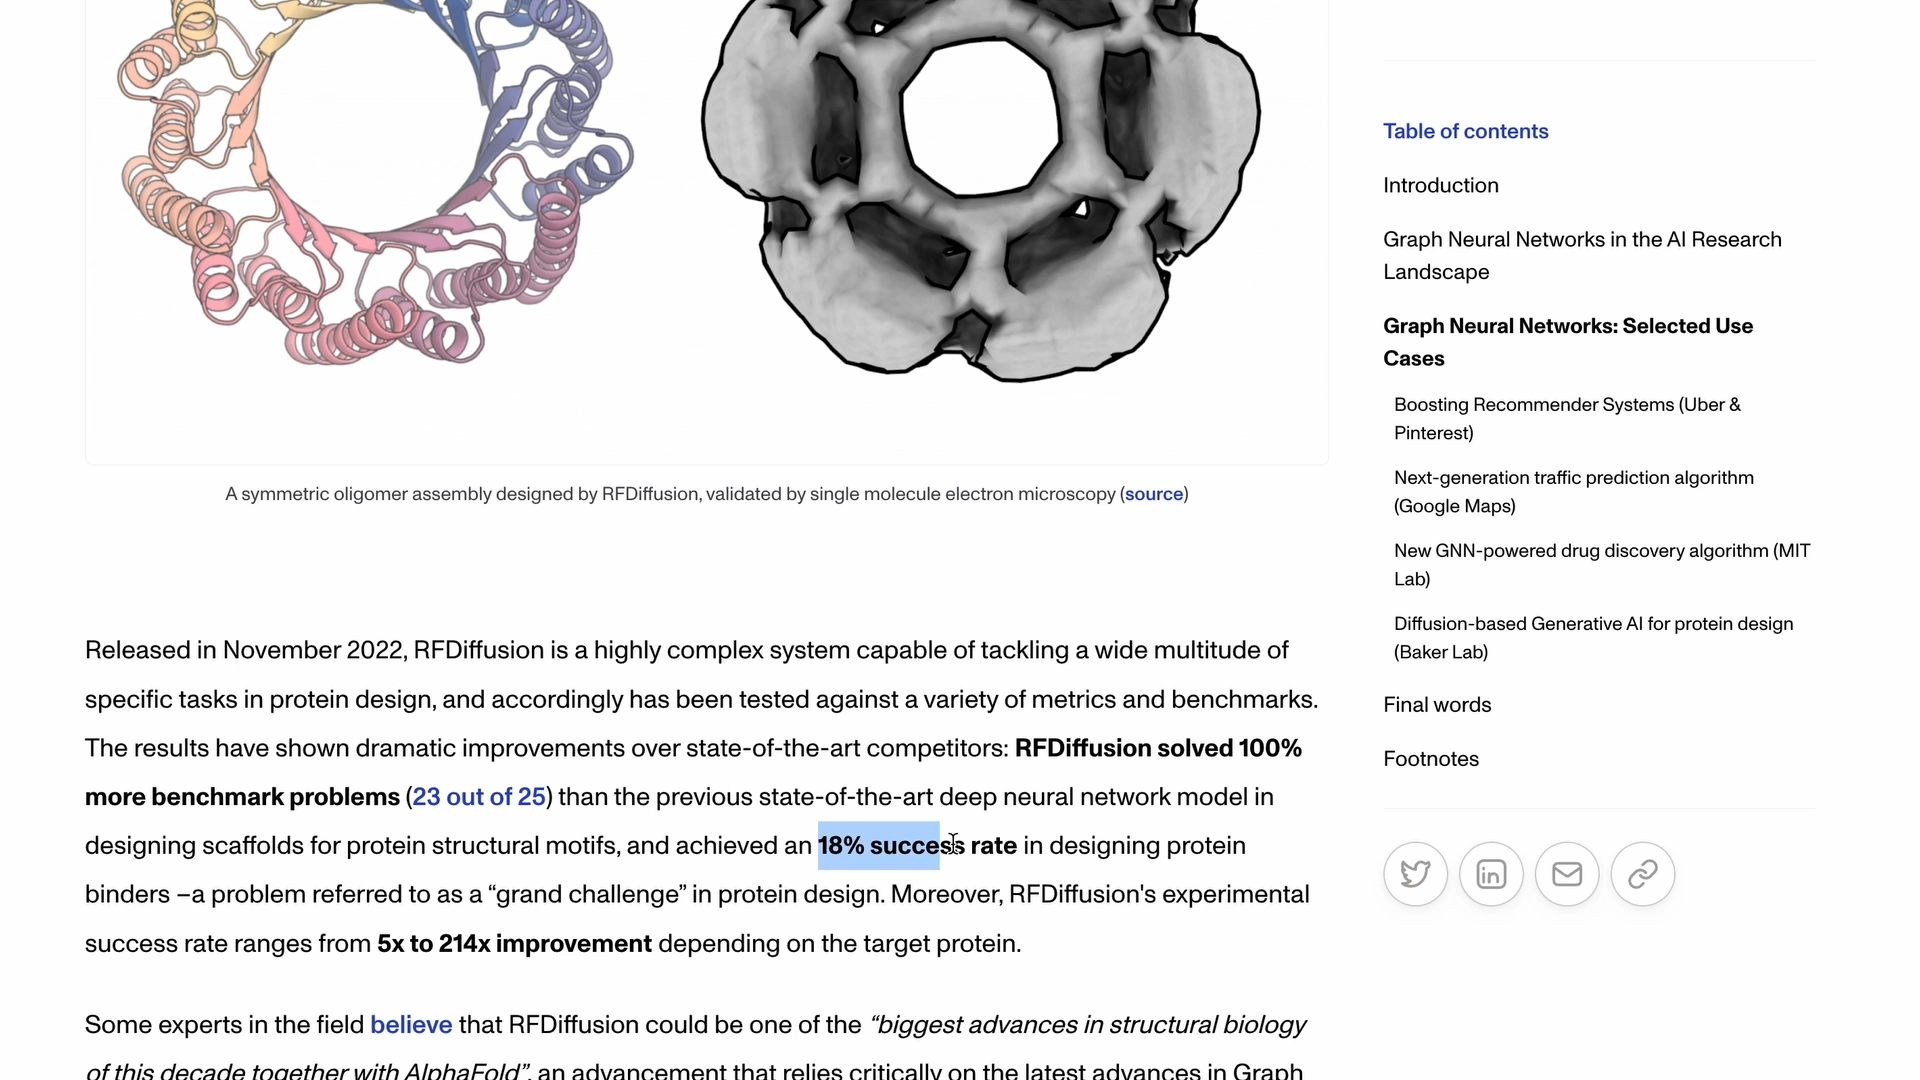 A symmetric oligomer assembly designed by RFDiffusion, validated by single molecule electron microscopy (source)
Released in November 2022, RFDiffusion is a highly complex system capable of tackling a wide multitude of
specific tasks in protein design, and accordingly has been tested against a variety of metrics and benchmarks.
The results have shown dramatic improvements over state-of-the-art competitors: RFDiffusion solved 100%
more benchmark problems (23 out of 25) than the previous state-of-the-art deep neural network model in
designing scaffolds for protein structural motifs, and achieved an 18% success rate in designing protein
binders –a problem referred to as a “grand challenge” in protein design. Moreover, RFDiffusion's experimental
success rate ranges from 5x to 214x improvement depending on the target protein.
Some experts in the field believe that RFDiffusion could be one of the “biggest advances in structural biology
of this decade together with AlphaFold”, an advancement that relies critically on the latest advances in Graph
Table of contents
Introduction
Graph Neural Networks in the AI Research
Landscape
Graph Neural Networks: Selected Use
Cases
Boosting Recommender Systems (Uber &
Pinterest)
Next-generation traffic prediction algorithm
(Google Maps)
New GNN-powered drug discovery algorithm (MIT
Lab)
Diffusion-based Generative AI for protein design
(Baker Lab)
Final words
Footnotes